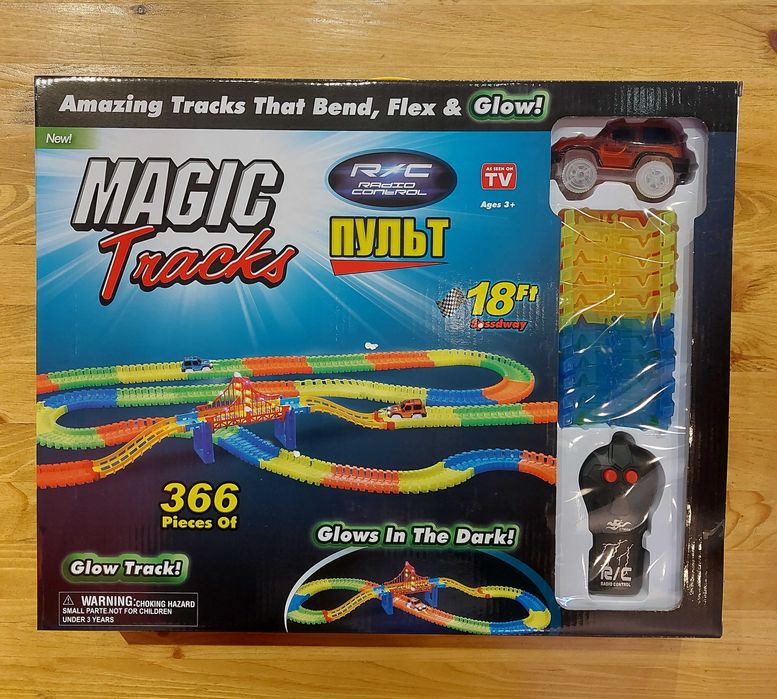 Amazing Tracks That Bend, Flex & Glow!
New!
MAGIC
Tracks
R/C
RADIO
CONTROL
ПУЛЬТ
AS SEEN ON
TV
Ages 3+
18Ft
366
Pieces Of
Glow Track!
Glows In The Dark!
WARNING:CHOKING HAZARD
SMALL PARTE.NOT FOR CHILDREN
UNDER 3 YEARS
R/C
RADIO CONTROL